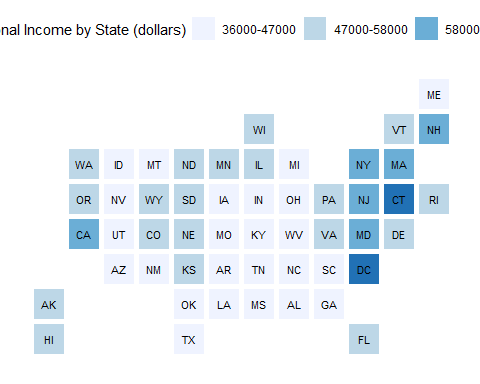 nal Income by State (dollars) 36000-47000 47000-58000 58000
ME
WI VT NH
WA ID MT ND MN IL MI NY MA
OR NV WY SD IA IN OH PA NJ CT RI
CA UT CO NE MO KY WV VA MD DE
AZ NM KS AR TN NC SC DC
AK OK LA MS AL GA
HI TX FL